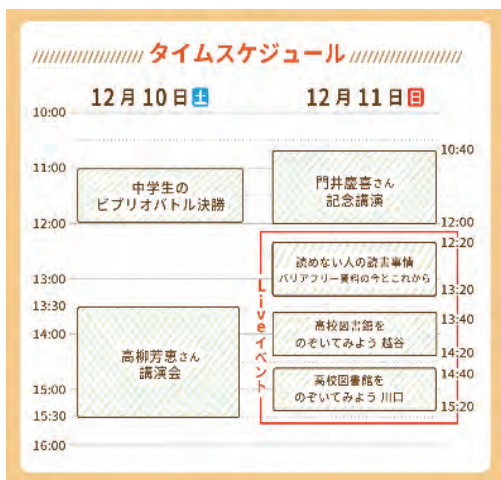 タイムスケジュール
12月10日 土
12月11日 日
10:00
11:00
12:00
13:00
13:30
14:00
15:00
15:30
16:00
中学生の
ビブリオバトル決勝
高柳芳恵さん
講演会
10:40
門井慶喜さん
記念講演
12:00
Liveイベント
12:20
読めない人の読書事情
バリアフリー資料の今とこれから
13:20
13:40
高校図書館を
のぞいてみよう 越谷
14:20
14:40
高校図書館を
のぞいてみよう 川口
15:20